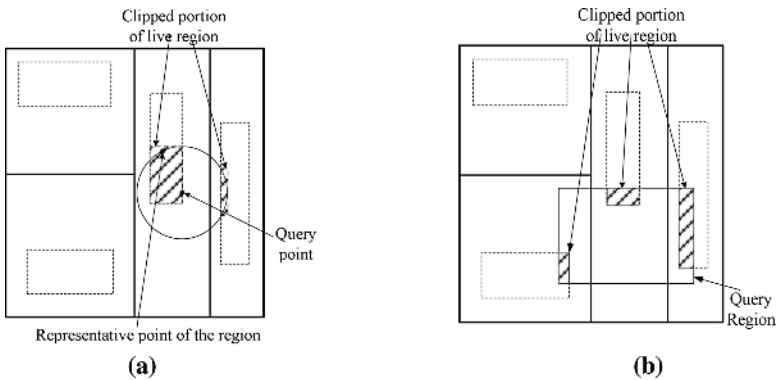 Clipped portion
of live region
Query
point
Representative point of the region
(a)
Clipped portion
of live region
Query
Region
(b)